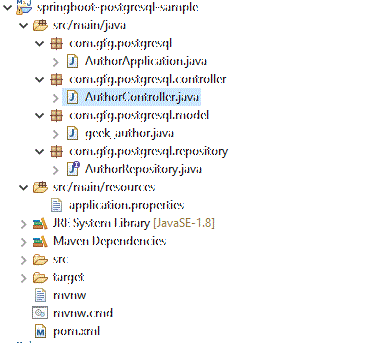 springboot-postgresql-sample
src/main/java
com.gfg.postgresql
AuthorApplication.java
com.gfg.postgresql.controller
AuthorController.java
com.gfg.postgresql.model
geek_author.java
com.gfg.postgresql.repository
AuthorRepository.java
src/main/resources
application.properties
JRE System Library [JavaSE-1.8]
Maven Dependencies
src
target
mvnw
mvnw.cmd
pom.xml